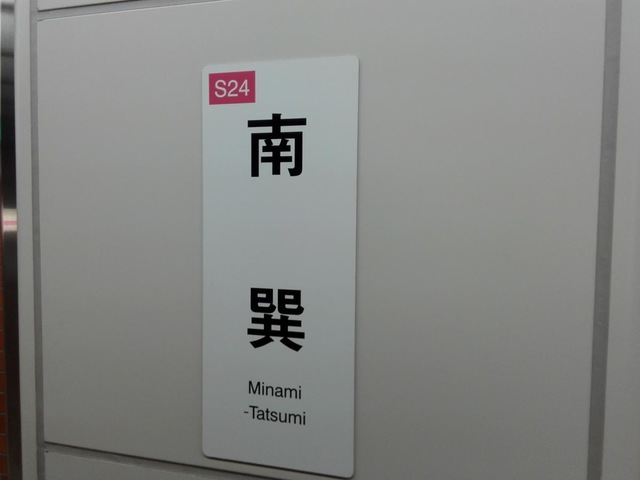 S24
南
巽
Minami
-Tatsumi